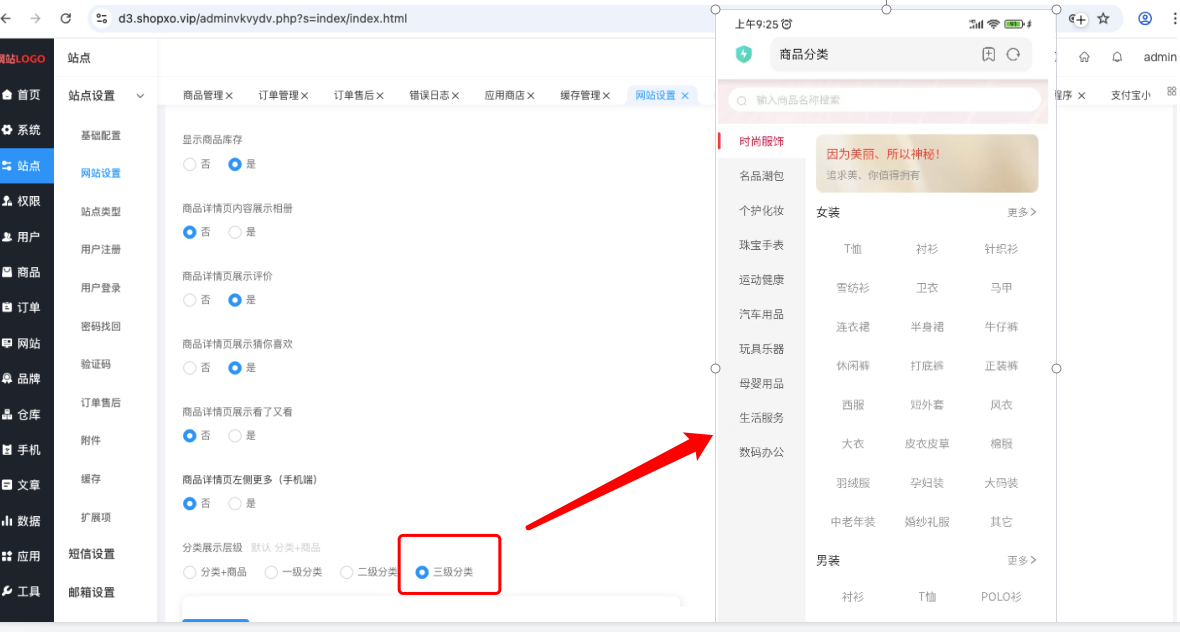 d3.shopxo.vip/adminvkvydv.php?s=index/index.html
网站LOGO
首页
系统
站点
权限
用户
商品
订单
网站
品牌
仓库
手机
文章
数据
应用
工具
站点
站点设置
基础配置
网站设置
站点类型
用户注册
用户登录
密码找回
验证码
订单售后
附件
缓存
扩展项
短信设置
邮箱设置
admin
商品管理 订单管理 订单售后 错误日志 应用商店 缓存管理 网站设置
程序 支付宝小
显示商品库存
否 是
商品详情页内容展示相册
否 是
商品详情页展示评价
否 是
商品详情页展示猜你喜欢
否 是
商品详情页展示看了又看
否 是
商品详情页左侧更多（手机端）
否 是
分类展示层级 默认 分类+商品
分类+商品 一级分类 二级分类 三级分类
上午9:25
商品分类
输入商品名称搜索
时尚服饰
名品潮包
个护化妆
珠宝手表
运动健康
汽车用品
玩具乐器
母婴用品
生活服务
数码办公
因为美丽、所以神秘！
追求美、你值得拥有
女装 更多
T恤 衬衫 针织衫
雪纺衫 卫衣 马甲
连衣裙 半身裙 牛仔裤
休闲裤 打底裤 正装裤
西服 短外套 风衣
大衣 皮衣皮草 棉服
羽绒服 孕妇装 大码装
中老年装 婚纱礼服 其它
男装 更多
衬衫 T恤 POLO衫